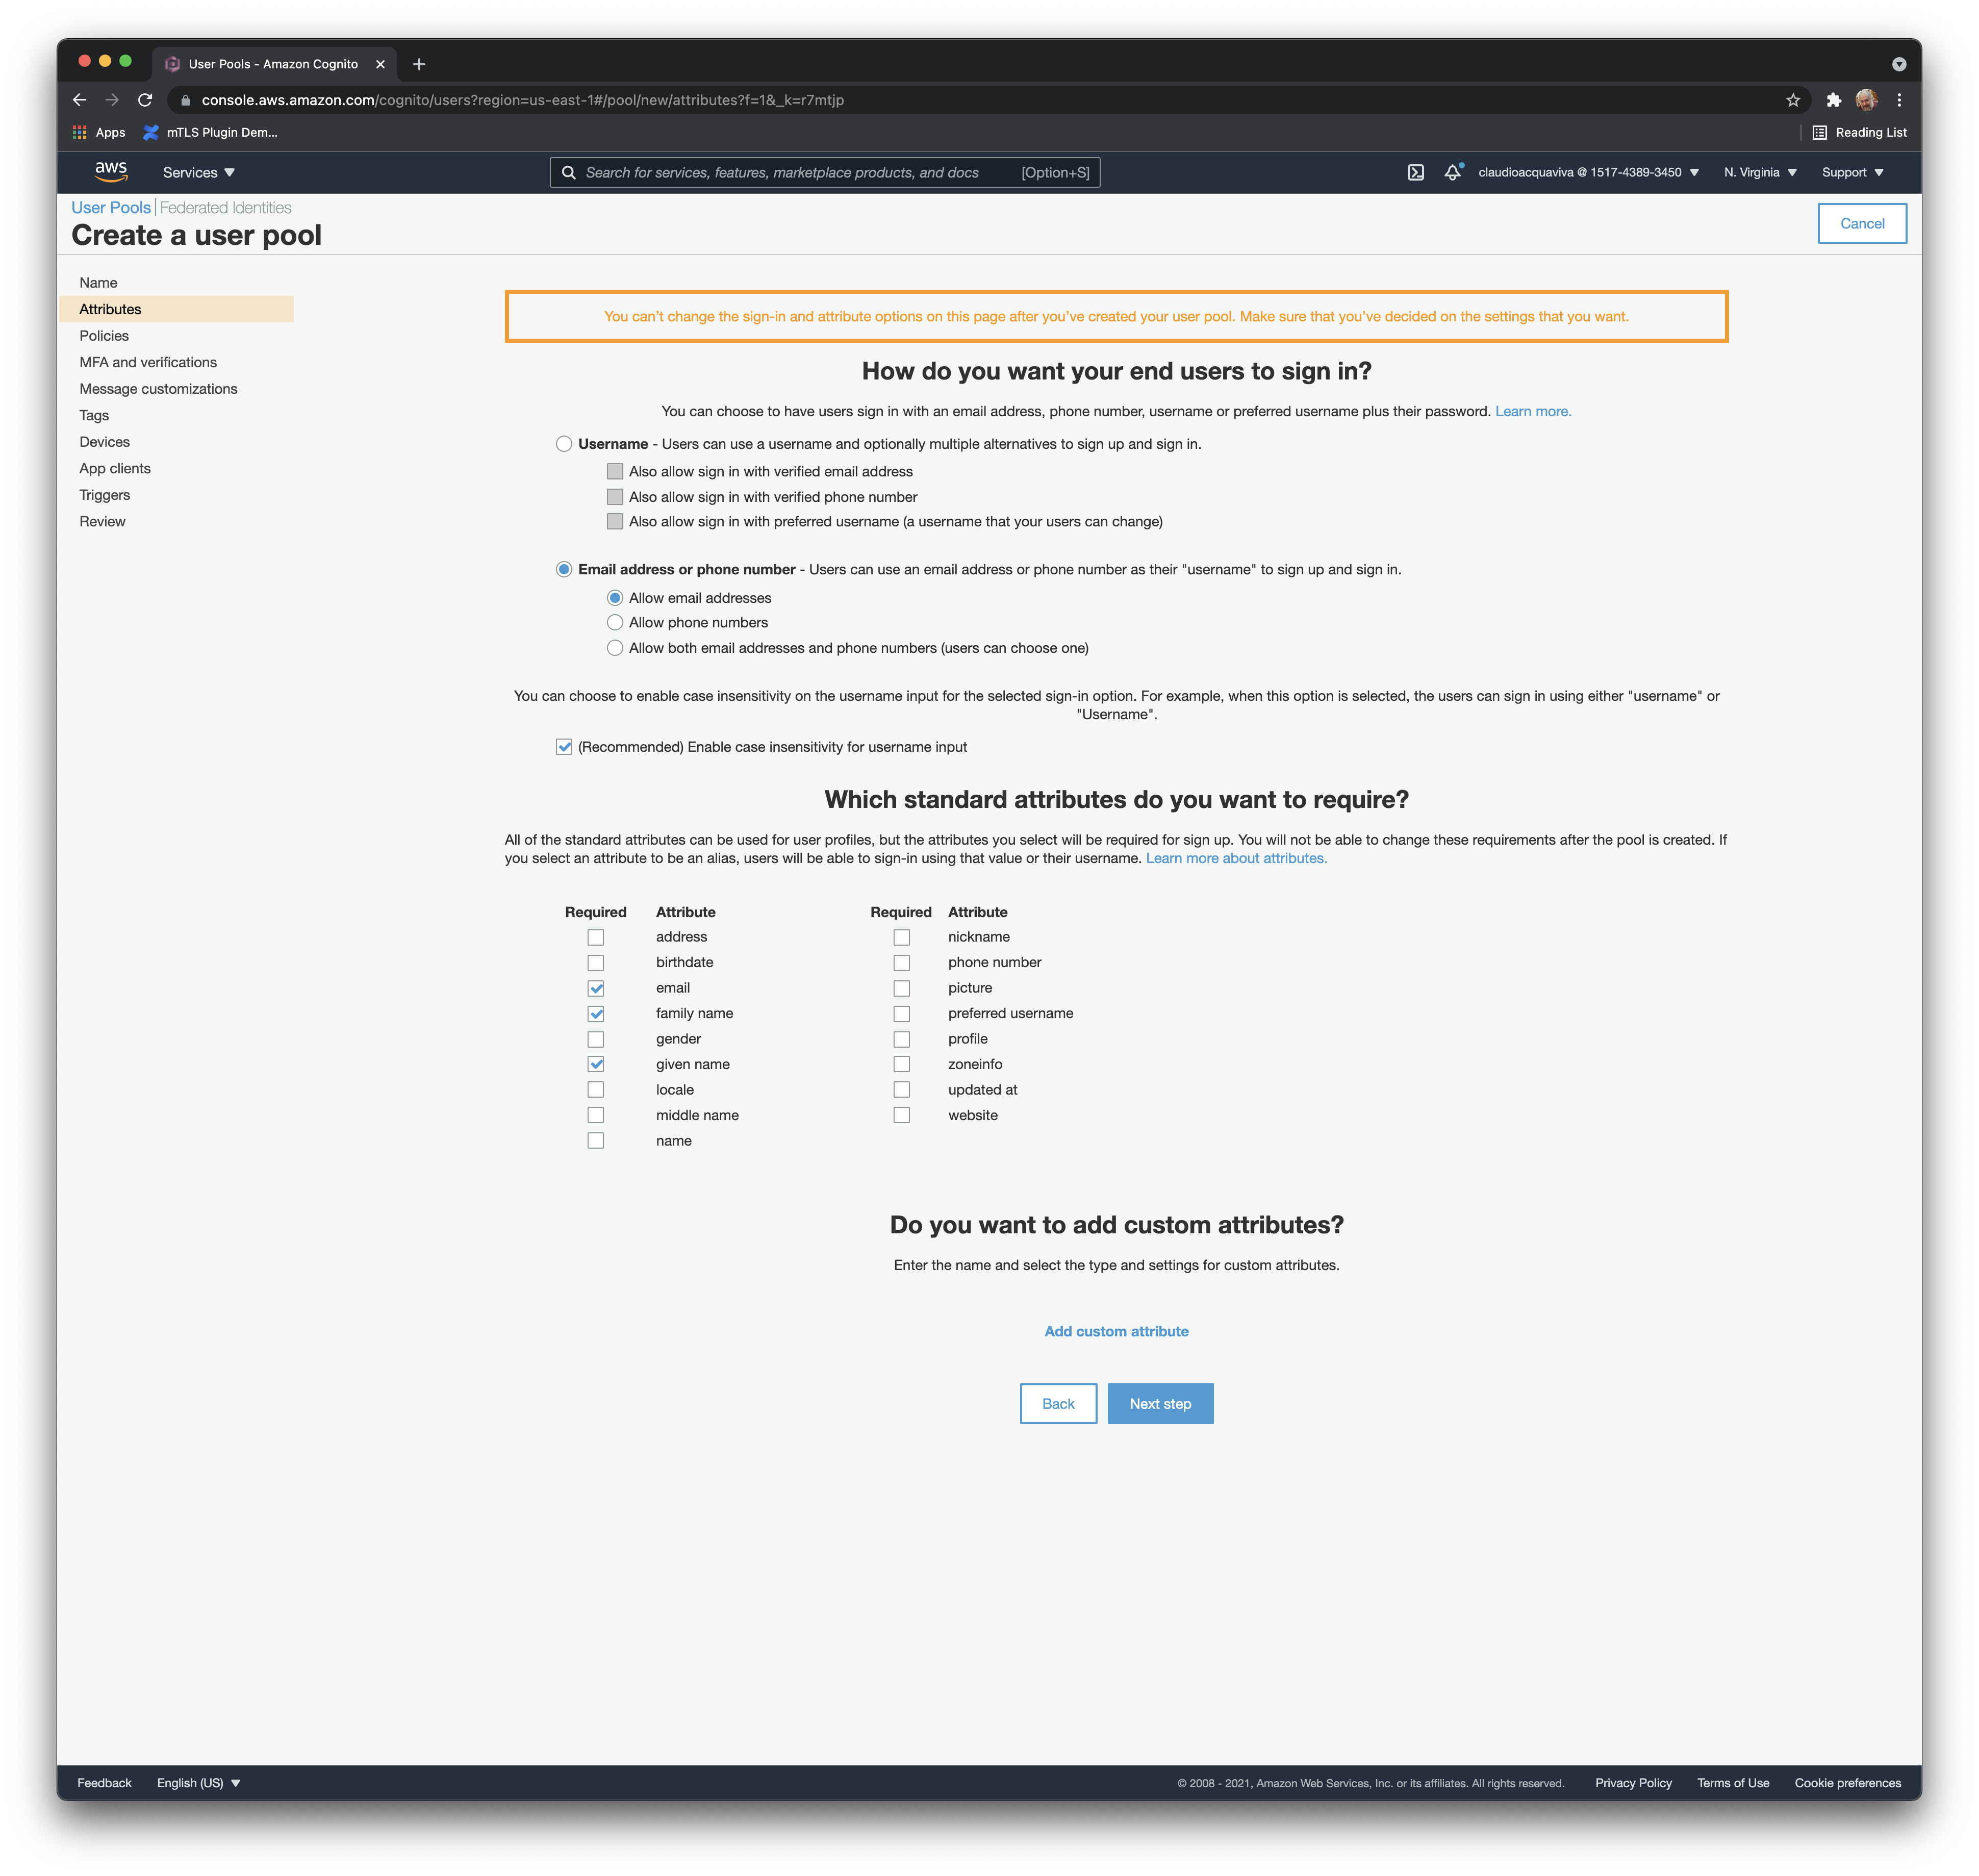 User Pools - Amazon Cognito
console.aws.amazon.com/cognito/users?region=us-east-1#/pool/new/attributes?f=1&_k=r7mtjp
Apps
mTLS Plugin Dem...
Reading List
aws
Services
Search for services, features, marketplace products, and docs
[Option+S]
claudioacquaviva @ 1517-4389-3450
N. Virginia
Support
User Pools | Federated Identities
Create a user pool
Cancel
Name
Attributes
Policies
MFA and verifications
Message customizations
Tags
Devices
App clients
Triggers
Review
You can’t change the sign-in and attribute options on this page after you’ve created your user pool. Make sure that you’ve decided on the settings that you want.
How do you want your end users to sign in?
You can choose to have users sign in with an email address, phone number, username or preferred username plus their password. Learn more.
Username - Users can use a username and optionally multiple alternatives to sign up and sign in.
Also allow sign in with verified email address
Also allow sign in with verified phone number
Also allow sign in with preferred username (a username that your users can change)
Email address or phone number - Users can use an email address or phone number as their "username" to sign up and sign in.
Allow email addresses
Allow phone numbers
Allow both email addresses and phone numbers (users can choose one)
You can choose to enable case insensitivity on the username input for the selected sign-in option. For example, when this option is selected, the users can sign in using either "username" or
"Username".
(Recommended) Enable case insensitivity for username input
Which standard attributes do you want to require?
All of the standard attributes can be used for user profiles, but the attributes you select will be required for sign up. You will not be able to change these requirements after the pool is created. If
you select an attribute to be an alias, users will be able to sign-in using that value or their username. Learn more about attributes.
Required Attribute
address
birthdate
email
family name
gender
given name
locale
middle name
name
Required Attribute
nickname
phone number
picture
preferred username
profile
zoneinfo
updated at
website
Do you want to add custom attributes?
Enter the name and select the type and settings for custom attributes.
Add custom attribute
Back
Next step
Feedback
English (US)
© 2008 - 2021, Amazon Web Services, Inc. or its affiliates. All rights reserved.
Privacy Policy
Terms of Use
Cookie preferences